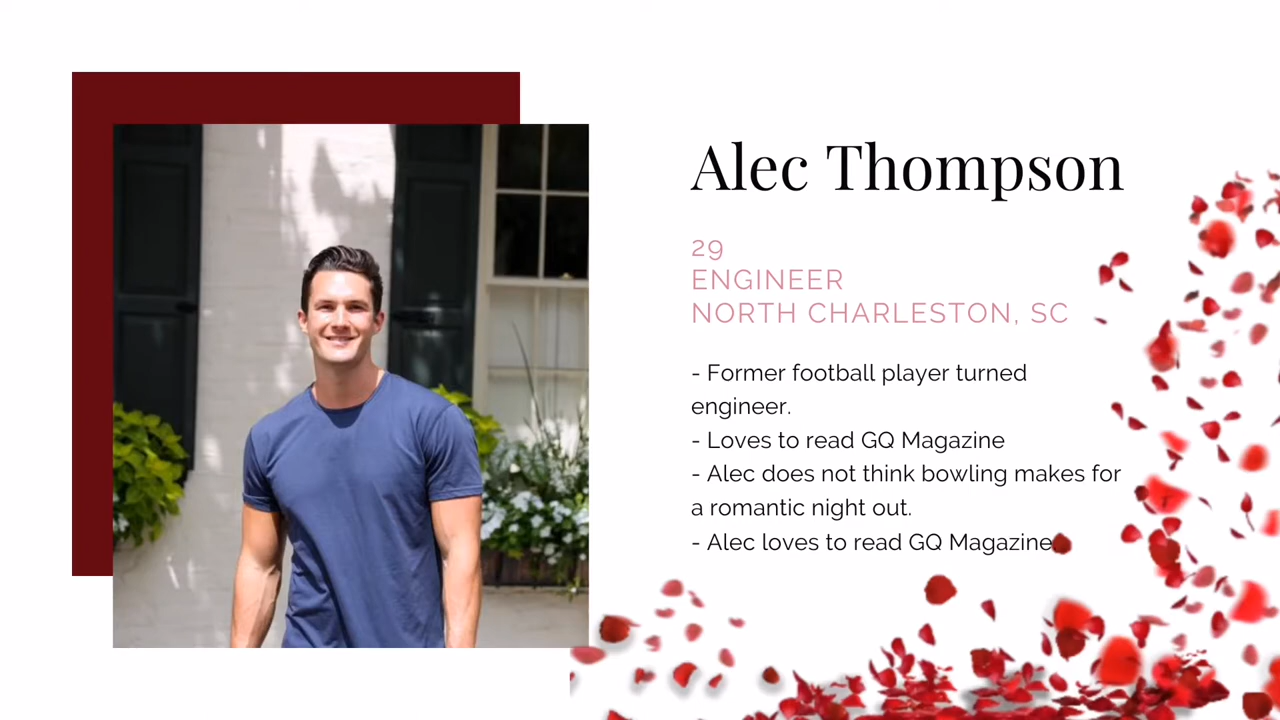 Alec Thompson
29
ENGINEER
NORTH CHARLESTON, SC
- Former football player turned
engineer.
- Loves to read GQ Magazine
- Alec does not think bowling makes for
a romantic night out.
- Alec loves to read GQ Magazine